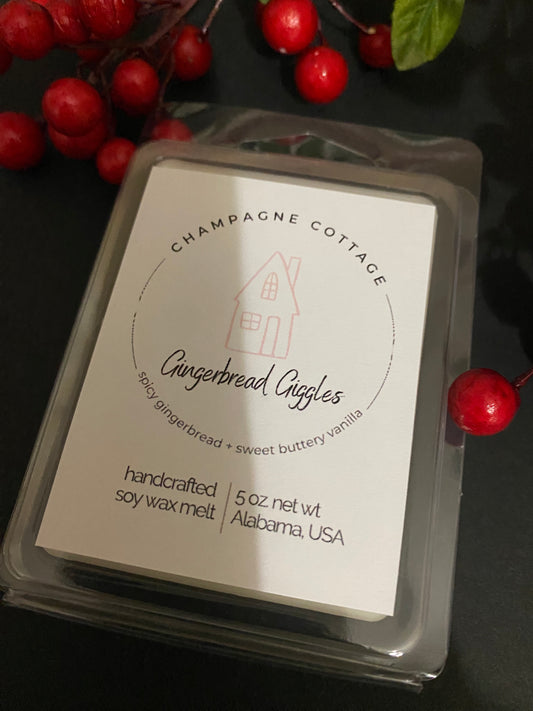 CHAMPAGNE COTTAGE
Gingerbread Giggles
spicy gingerbread + sweet buttery vanilla
handcrafted
soy wax melt
5 oz net wt
Alabama, USA